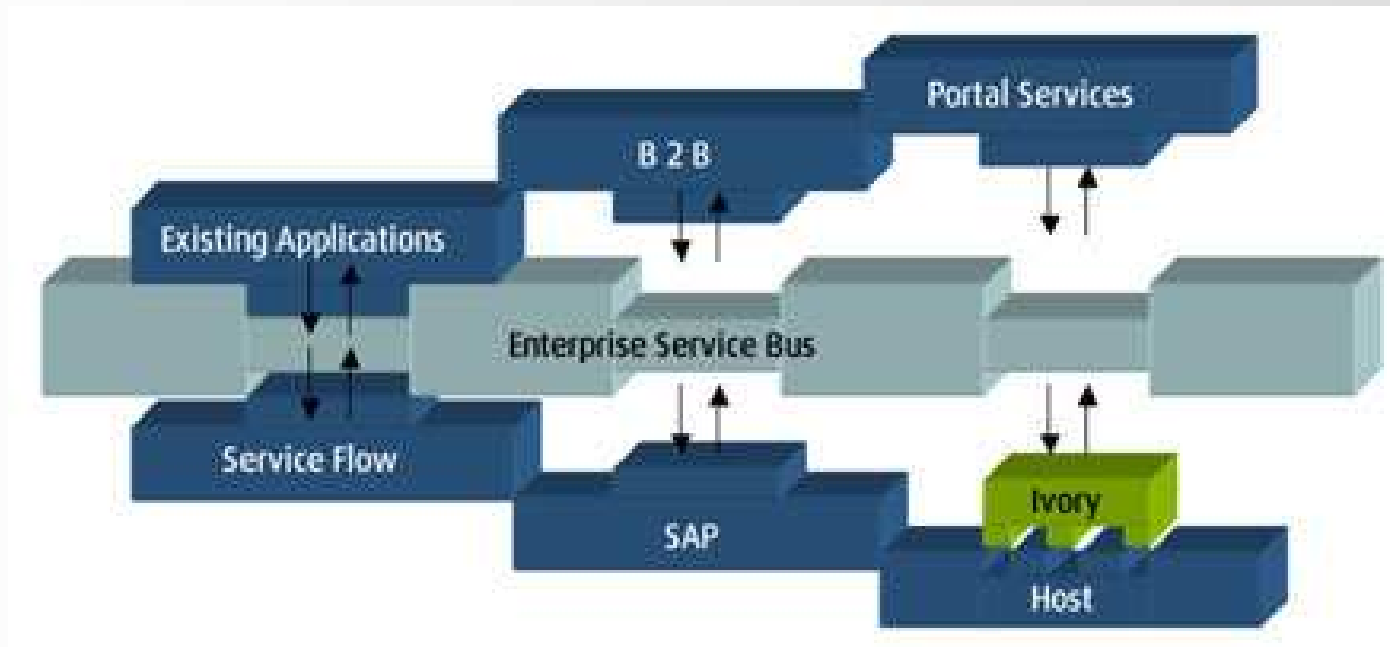 Portal Services
B 2 B
Existing Applications
Enterprise Service Bus
Service Flow
Ivory
SAP
Host